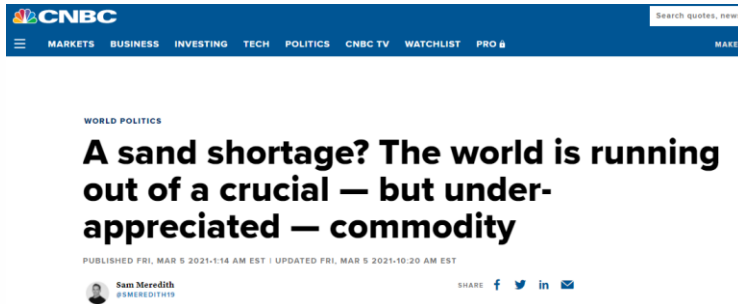 CNBC
Search quotes, news
MARKETS BUSINESS INVESTING TECH POLITICS CNBC TV WATCHLIST PRO MAKE
WORLD POLITICS
A sand shortage? The world is running
out of a crucial — but under-
appreciated — commodity
PUBLISHED FRI, MAR 5 2021•1:14 AM EST | UPDATED FRI, MAR 5 2021•10:20 AM EST
Sam Meredith
@SMEREDITH19
SHARE